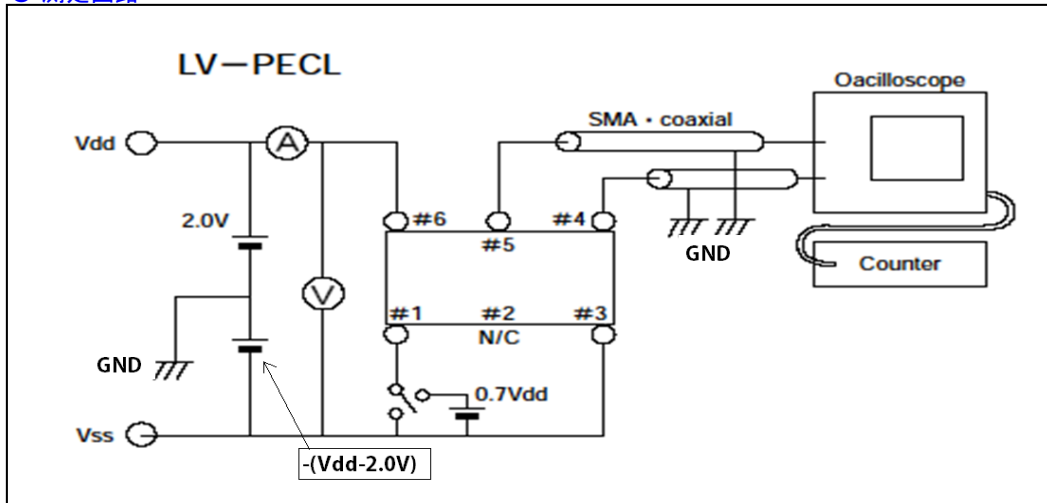 LV-PECL
Oacilloscope
SMA・coaxial
Vdd
A
2.0V
#6
#5
#4
GND
Counter
V
#1
#2
#3
N/C
GND
0.7Vdd
Vss
-(Vdd-2.0V)